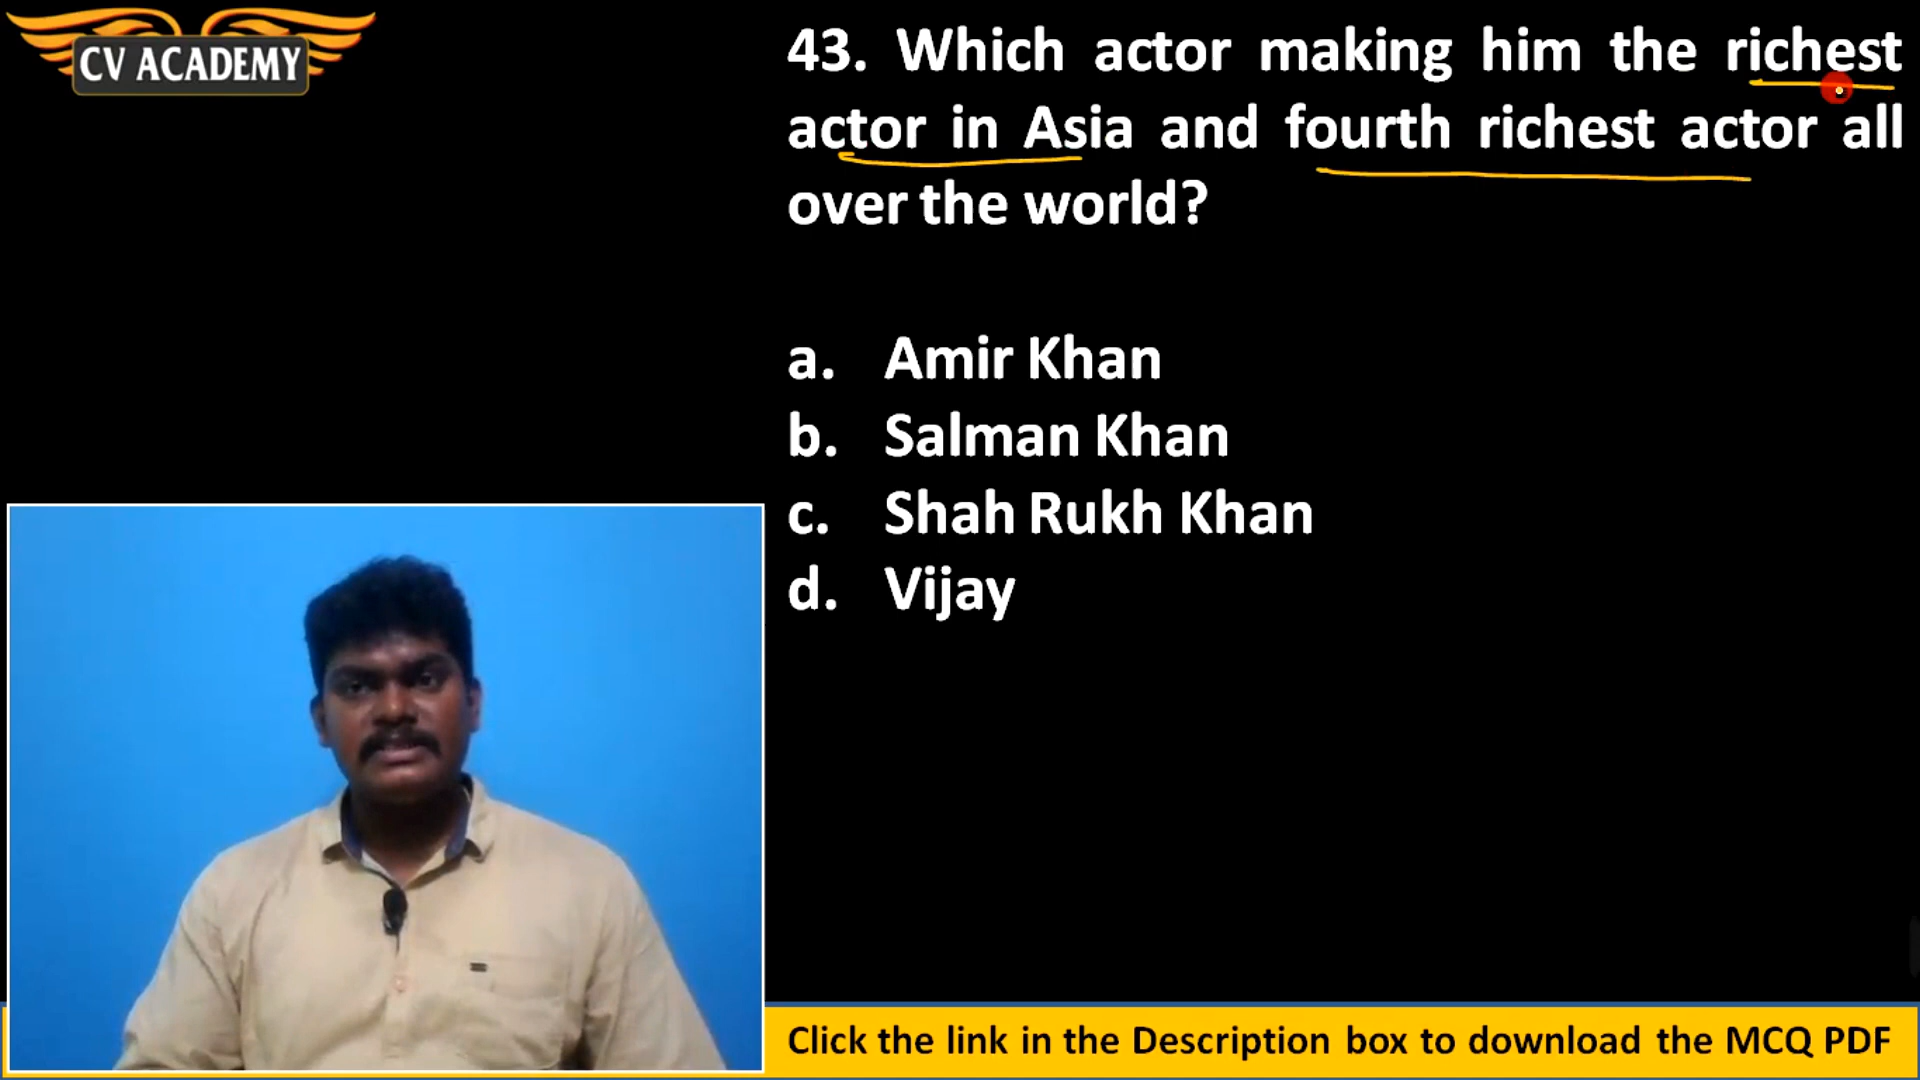 CV ACADEMY
43. Which actor making him the richest
actor in Asia and fourth richest actor all
over the world?
a. Amir Khan
b. Salman Khan
c. Shah Rukh Khan
d. Vijay
Click the link in the Description box to download the MCQ PDF